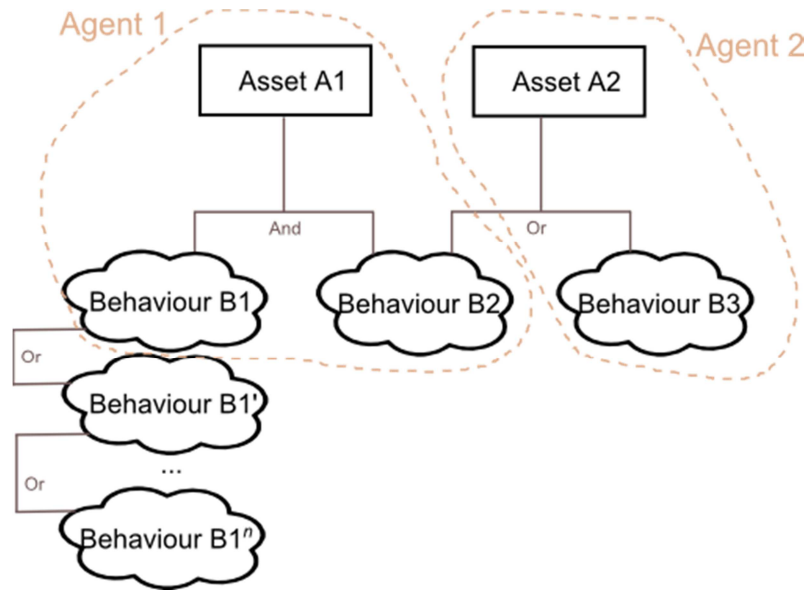 Agent 1
Agent 2
Asset A1
Asset A2
And
Or
Behaviour B1
Behaviour B2
Behaviour B3
Or
Behaviour B1'
...
Or
Behaviour B1ⁿ